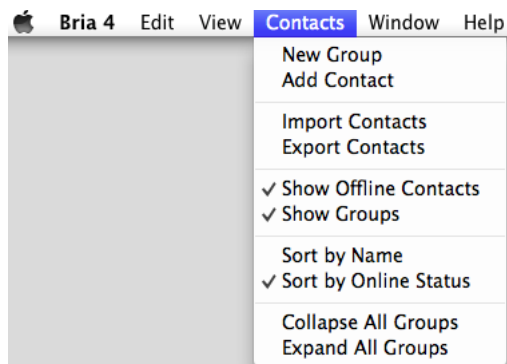 Bria 4 Edit View Contacts Window Help
New Group
Add Contact
Import Contacts
Export Contacts
✓ Show Offline Contacts
✓ Show Groups
Sort by Name
✓ Sort by Online Status
Collapse All Groups
Expand All Groups